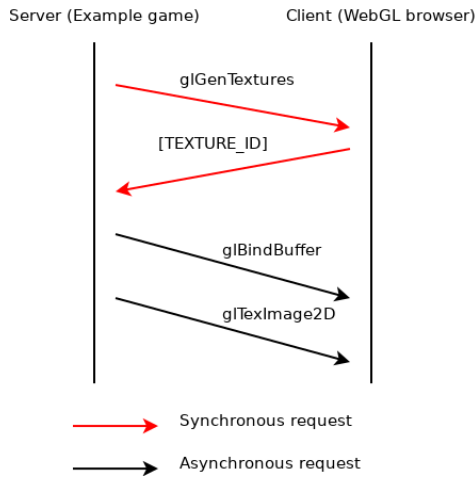 Server (Example game)
Client (WebGL browser)
glGenTextures
[TEXTURE_ID]
glBindBuffer
glTexImage2D
Synchronous request
Asynchronous request